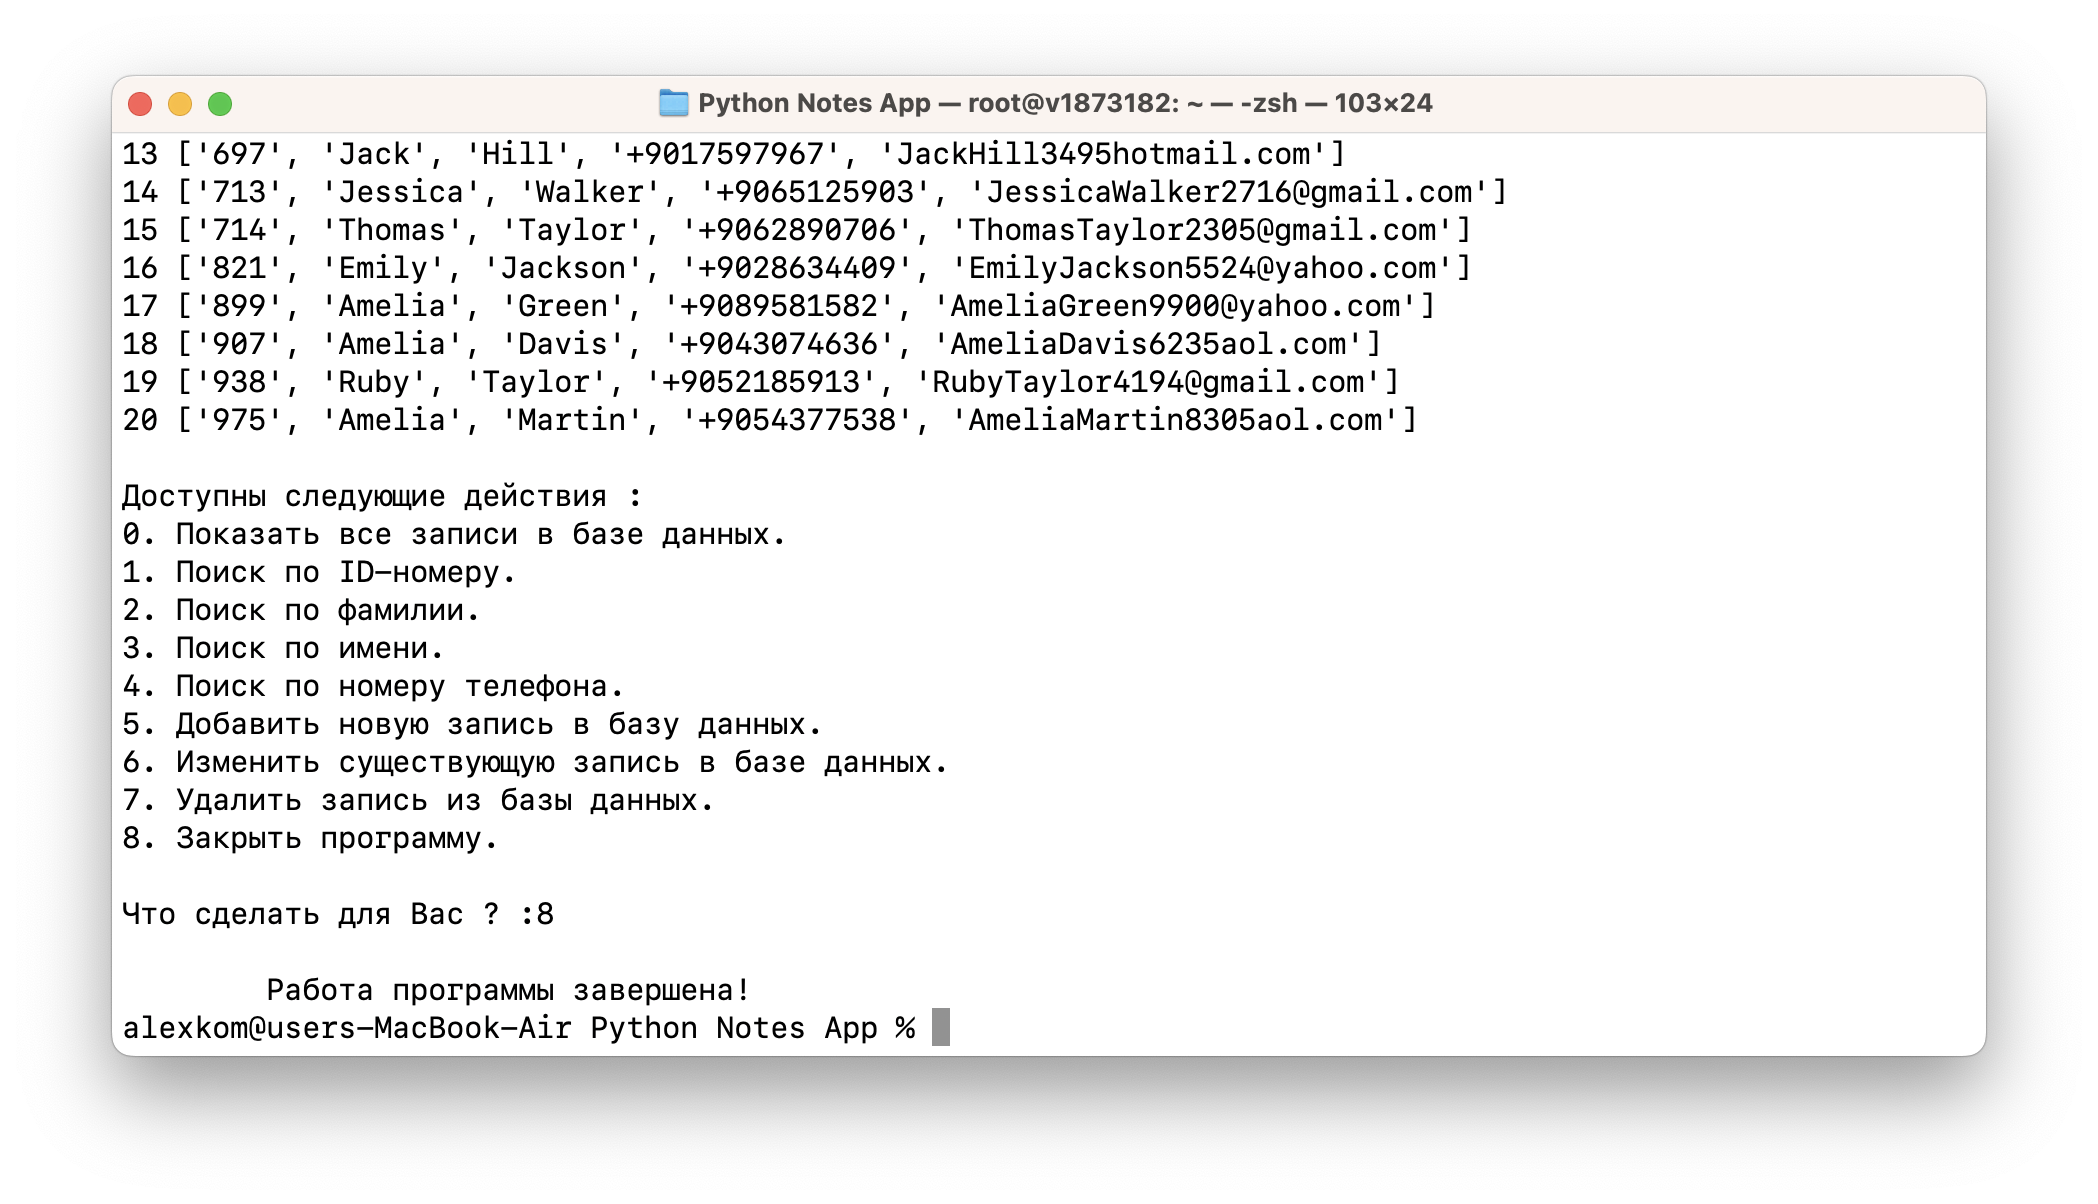 Python Notes App — root@v1873182: ~ — -zsh — 103×24
13 ['697', 'Jack', 'Hill', '+9017597967', 'JackHill3495hotmail.com']
14 ['713', 'Jessica', 'Walker', '+9065125903', 'JessicaWalker2716@gmail.com']
15 ['714', 'Thomas', 'Taylor', '+9062890706', 'ThomasTaylor2305@gmail.com']
16 ['821', 'Emily', 'Jackson', '+9028634409', 'EmilyJackson5524@yahoo.com']
17 ['899', 'Amelia', 'Green', '+9089581582', 'AmeliaGreen9900@yahoo.com']
18 ['907', 'Amelia', 'Davis', '+9043074636', 'AmeliaDavis6235aol.com']
19 ['938', 'Ruby', 'Taylor', '+9052185913', 'RubyTaylor4194@gmail.com']
20 ['975', 'Amelia', 'Martin', '+9054377538', 'AmeliaMartin8305aol.com']
Доступны следующие действия :
0. Показать все записи в базе данных.
1. Поиск по ID-номеру.
2. Поиск по фамилии.
3. Поиск по имени.
4. Поиск по номеру телефона.
5. Добавить новую запись в базу данных.
6. Изменить существующую запись в базе данных.
7. Удалить запись из базы данных.
8. Закрыть программу.
Что сделать для Вас ? :8
Работа программы завершена!
alexkom@users-MacBook-Air Python Notes App %